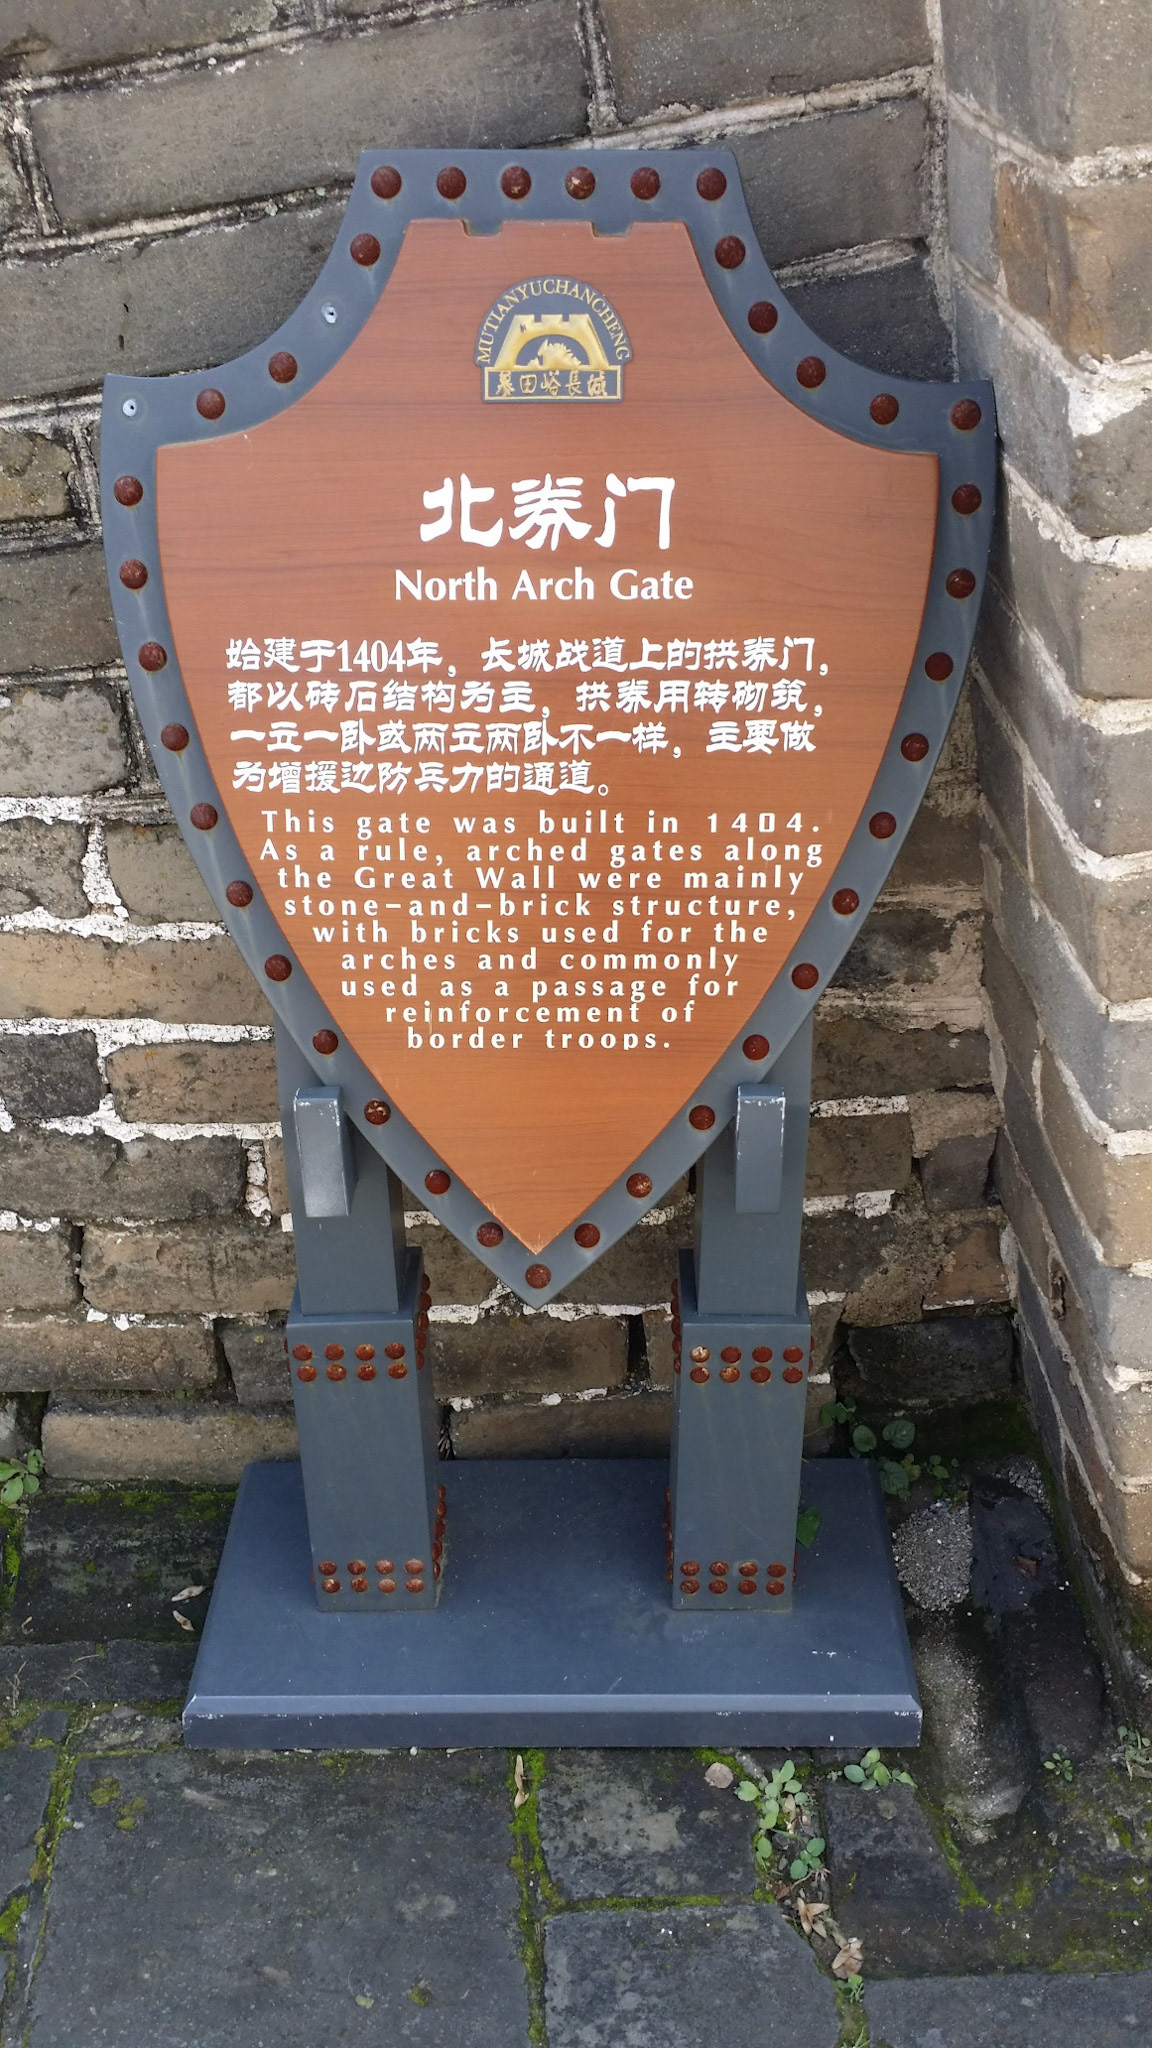 MUTIANYUCHANCHENG
慕田峪長城
北券门
North Arch Gate
始建于1404年，长城战道上的拱券门，
都以砖石结构为主，拱券用转砌筑，
一立一卧或两立两卧不一样，主要做
为增援边防兵力的通道。
This gate was built in 1404.
As a rule, arched gates along
the Great Wall were mainly
stone-and-brick structure,
with bricks used for the
arches and commonly
used as a passage for
reinforcement of
border troops.